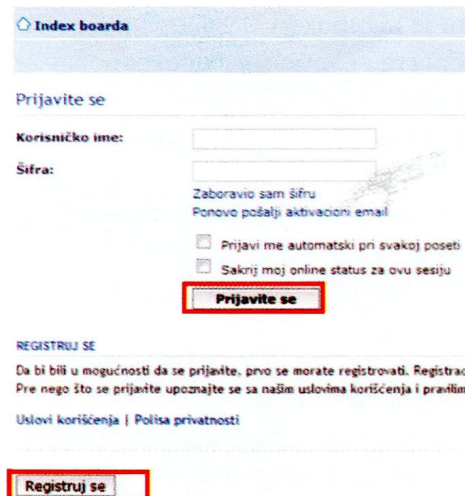 Index boarda
Prijavite se
Korisničko ime:
Šifra:
Zaboravio sam šifru
Ponovo pošalji aktivacioni email
Prijavi me automatski pri svakoj poseti
Sakrij moj online status za ovu sesiju
Prijavite se
REGISTRUJ SE
Da bi bili u mogućnosti da se prijavite, prvo se morate registrovati. Registrac
Pre nego što se prijavite upoznajte se sa našim uslovima korišćenja i pravilim
Uslovi korišćenja | Polisa privatnosti
Registruj se